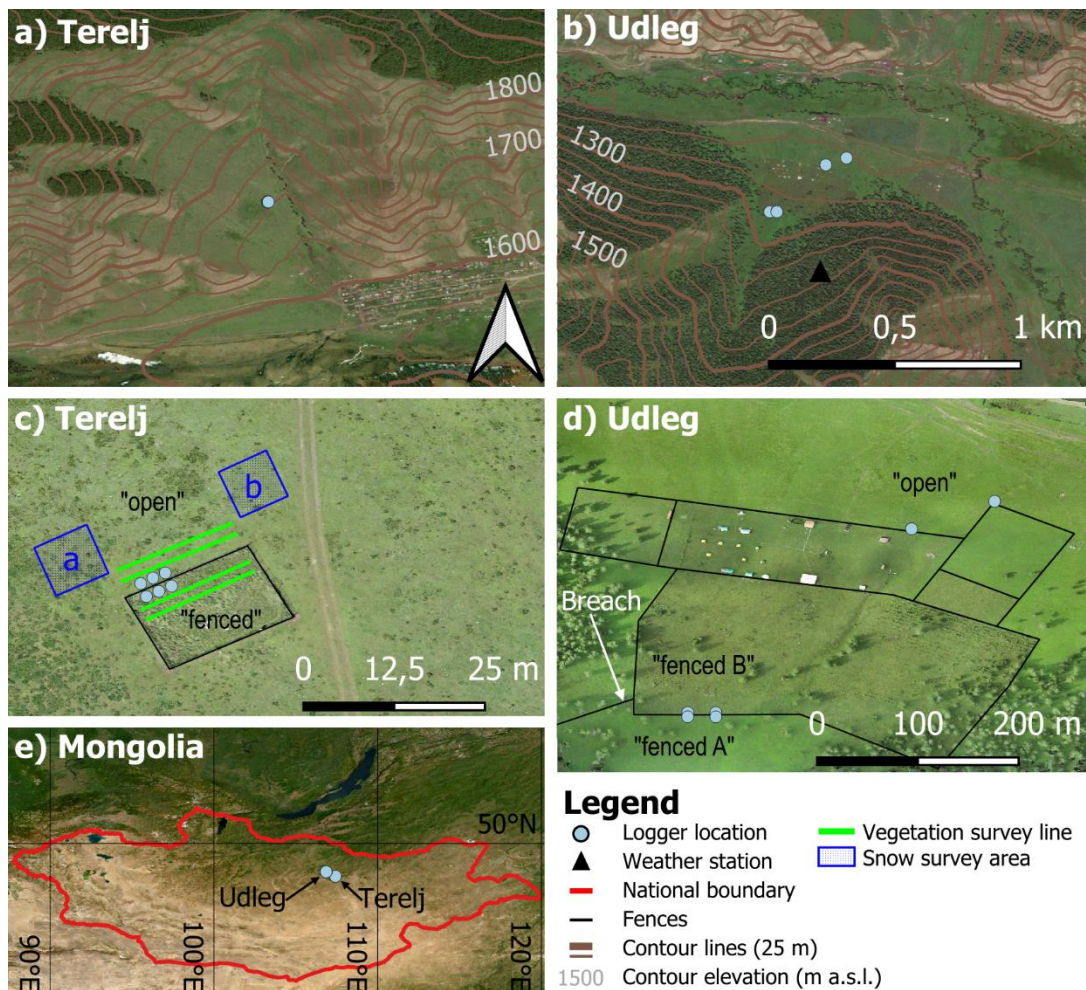 a) Terelj
1800
1700
1600
b) Udleg
1300
1400
1500
0 0,5 1 km
c) Terelj
"open"
b
a
"fenced"
0 12,5 25 m
d) Udleg
"open"
Breach
"fenced B"
"fenced A"
0 100 200 m
e) Mongolia
50°N
Udleg
Terelj
90°E
100°E
110°E
120°E
Legend
Logger location
Weather station
National boundary
Fences
Contour lines (25 m)
1500 Contour elevation (m a.s.l.)
Vegetation survey line
Snow survey area